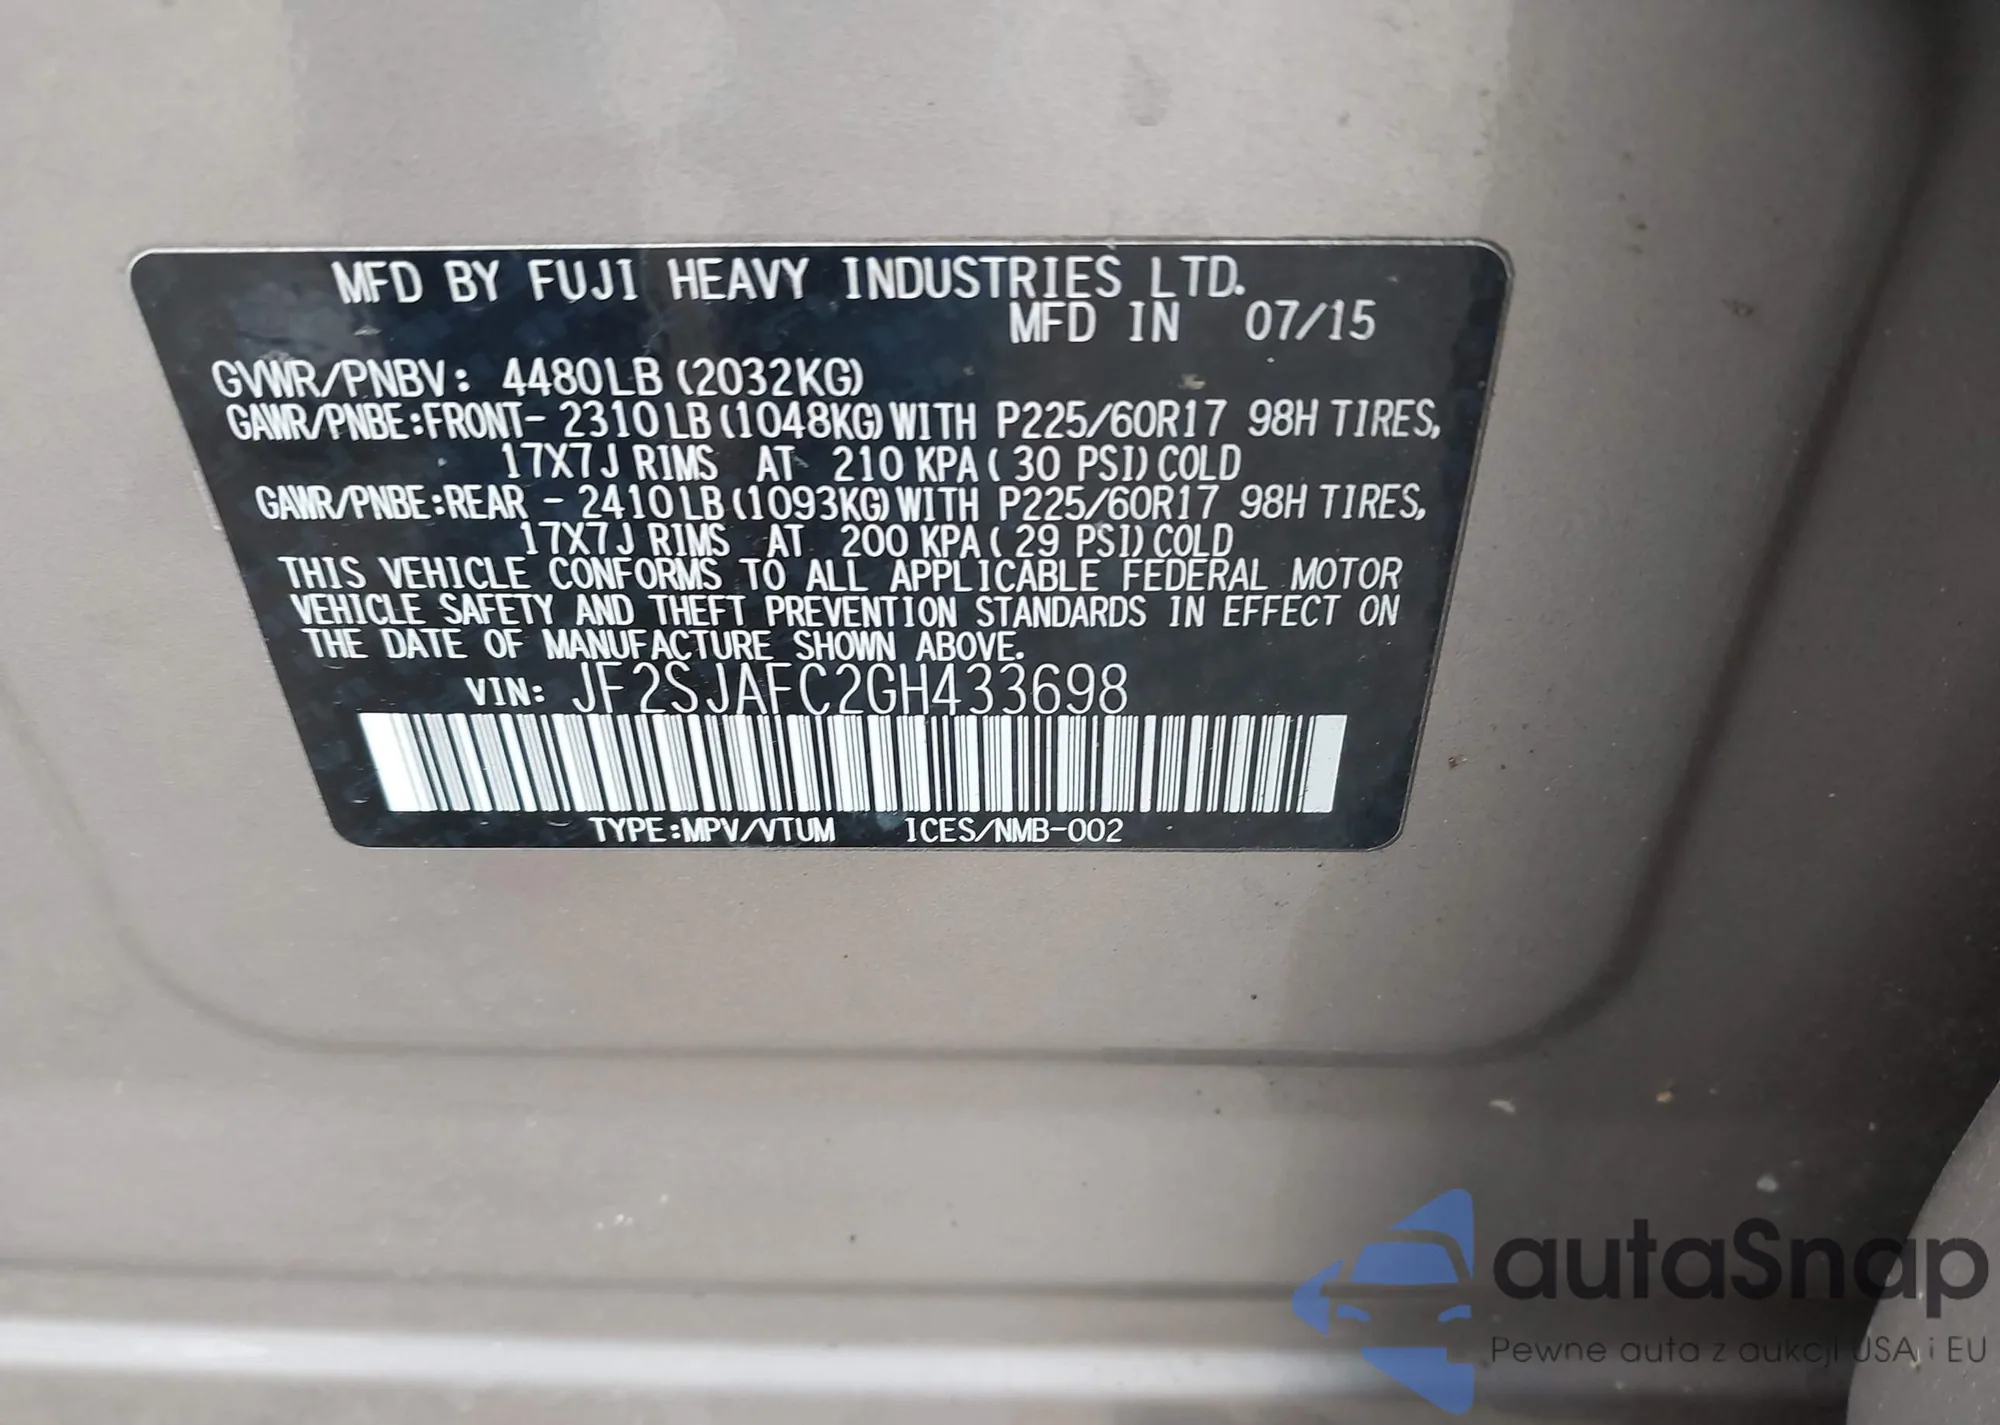 MFD BY FUJI HEAVY INDUSTRIES LTD.
MFD IN 07/15
GVWR/PNBV: 4480LB (2032KG)
GAWR/PNBE:FRONT- 2310LB (1048KG) WITH P225/60R17 98H TIRES,
17X7J RIMS AT 210 KPA ( 30 PSI) COLD
GAWR/PNBE:REAR - 2410LB (1093KG) WITH P225/60R17 98H TIRES,
17X7J RIMS AT 200 KPA ( 29 PSI) COLD
THIS VEHICLE CONFORMS TO ALL APPLICABLE FEDERAL MOTOR
VEHICLE SAFETY AND THEFT PREVENTION STANDARDS IN EFFECT ON
THE DATE OF MANUFACTURE SHOWN ABOVE.
VIN: JF2SJAFC2GH433698
TYPE:MPV/VTUM ICES/NMB-002
autaSnap
Pewne auta z aukcji USA i EU